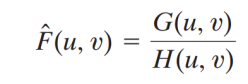 F̂(u, v) = G(u, v) / H(u, v)